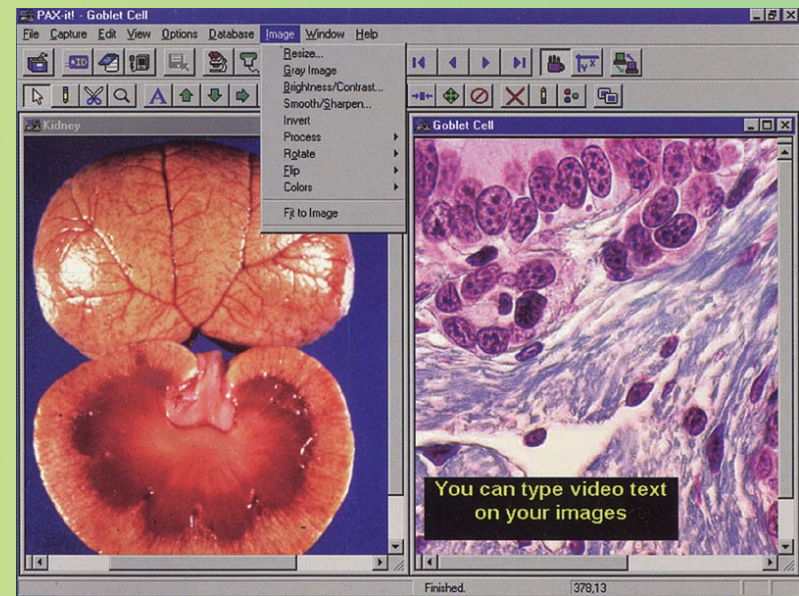 PAX-it! - Goblet Cell
File Capture Edit View Options Database Image Window Help
Resize...
Gray Image
Brightness/Contrast...
Smooth/Sharpen...
Invert
Process
Rotate
Flip
Colors
Fit to Image
Kidney
Goblet Cell
You can type video text
on your images
Finished. 378,13